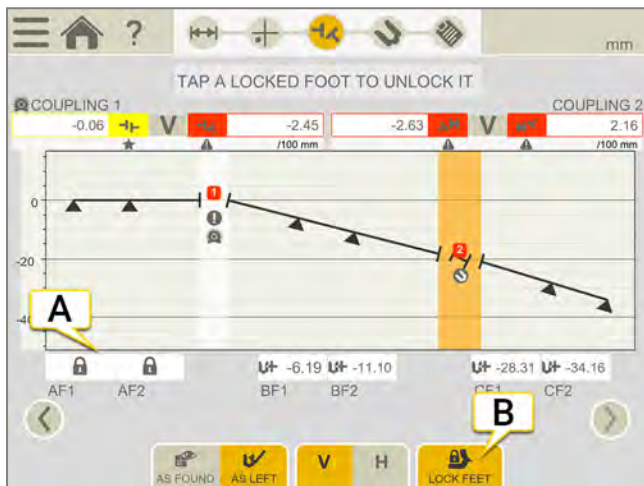 ?
mm
TAP A LOCKED FOOT TO UNLOCK IT
COUPLING 1 COUPLING 2
-0.06 V -2.45 -2.63 V 2.16
/100 mm /100 mm
0
1
2
-20
-40
A
-6.19 -11.10 -28.31 -34.16
AF1 AF2 BF1 BF2 CF1 CF2
B
AS FOUND AS LEFT V H LOCK FEET